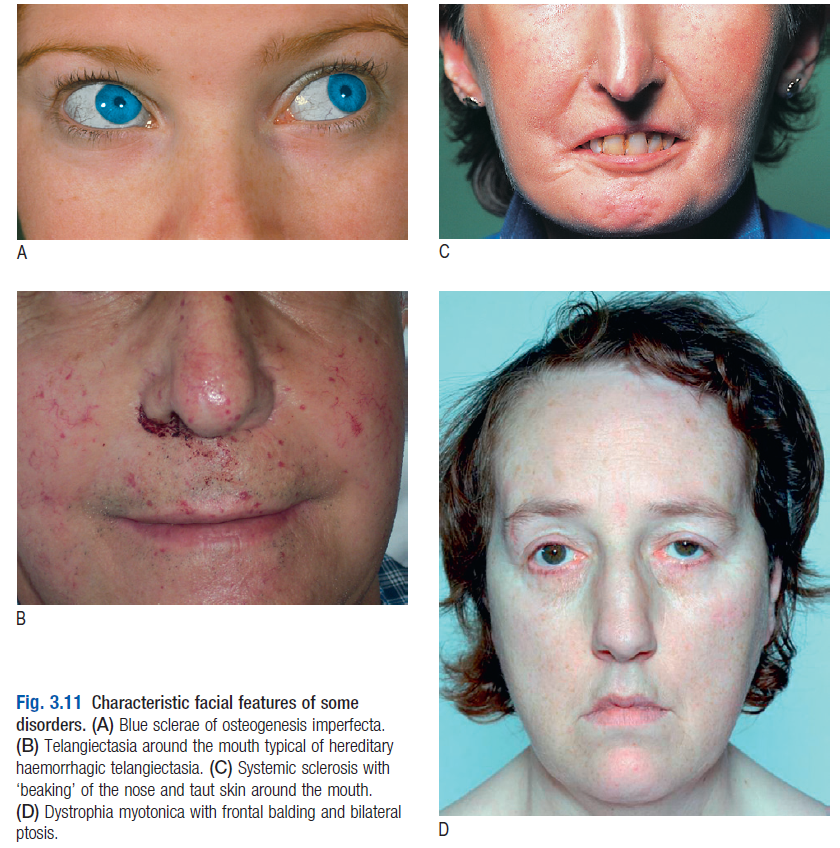 A
C
B
D
Fig. 3.11 Characteristic facial features of some
disorders. (A) Blue sclerae of osteogenesis imperfecta.
(B) Telangiectasia around the mouth typical of hereditary
haemorrhagic telangiectasia. (C) Systemic sclerosis with
‘beaking’ of the nose and taut skin around the mouth.
(D) Dystrophia myotonica with frontal balding and bilateral
ptosis.